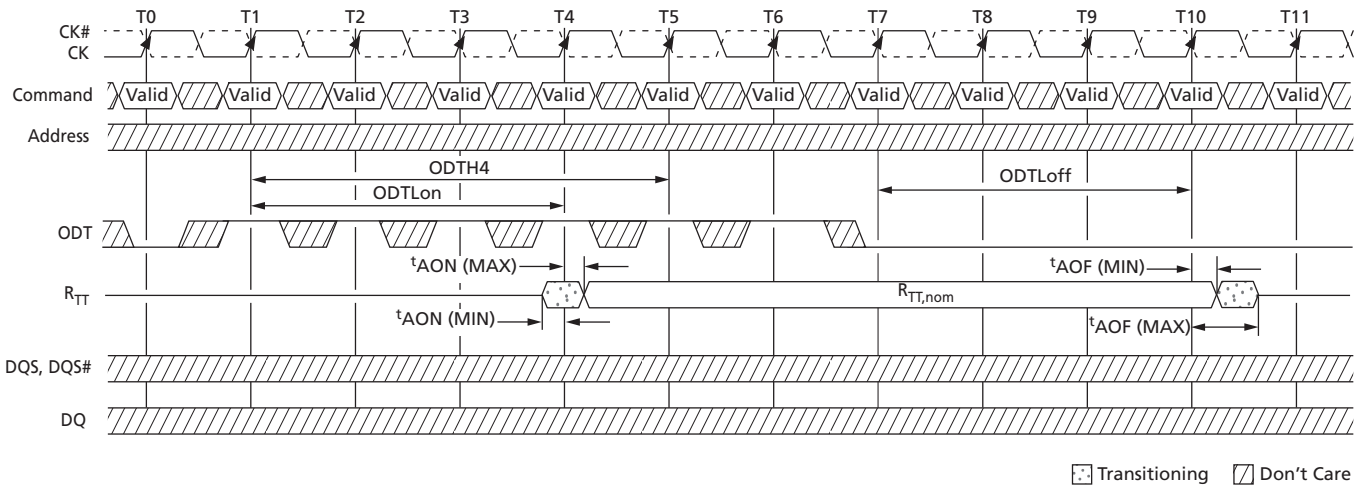 T0 T1 T2 T3 T4 T5 T6 T7 T8 T9 T10 T11
CK#
CK
Command Valid Valid Valid Valid Valid Valid Valid Valid Valid Valid Valid Valid
Address
ODTH4
ODTLon ODTLoff
ODT
tAON (MAX) tAOF (MIN)
RTT RTT,nom
tAON (MIN) tAOF (MAX)
DQS, DQS#
DQ
Transitioning Don't Care